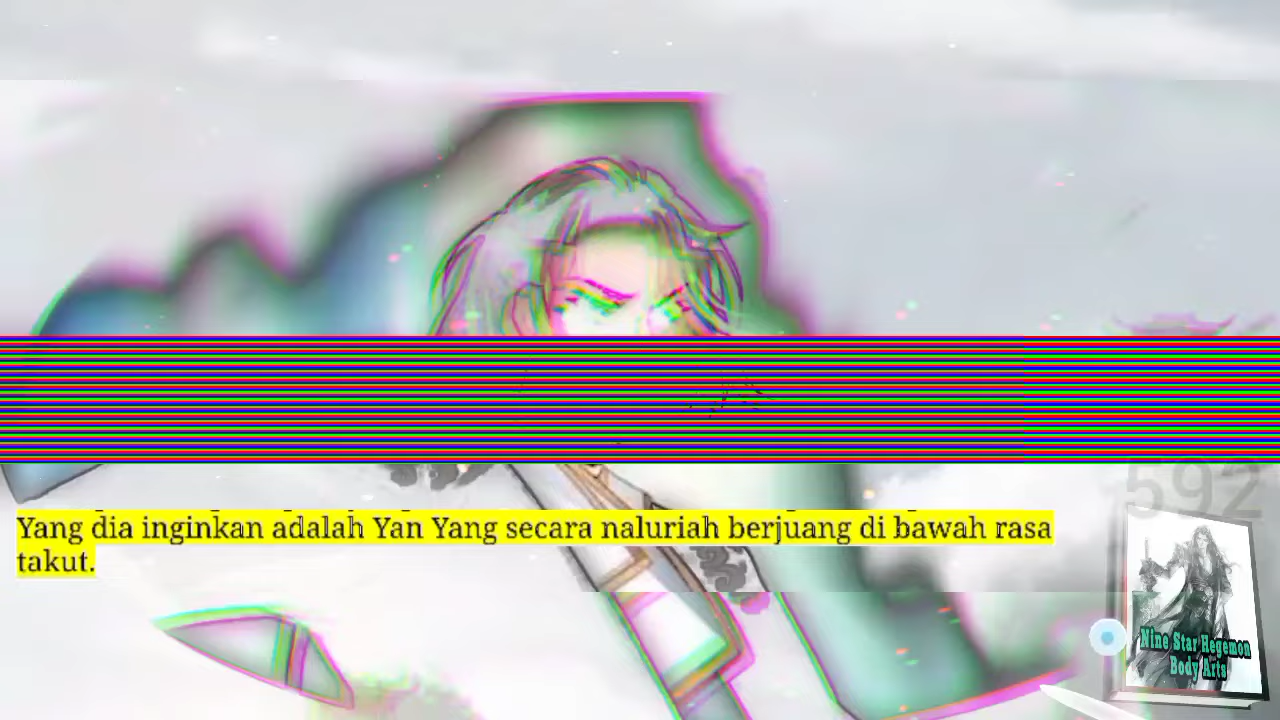 592
Yang dia inginkan adalah Yan Yang secara naluriah berjuang di bawah rasa
takut.
Nine Star Hegemon
Body Arts